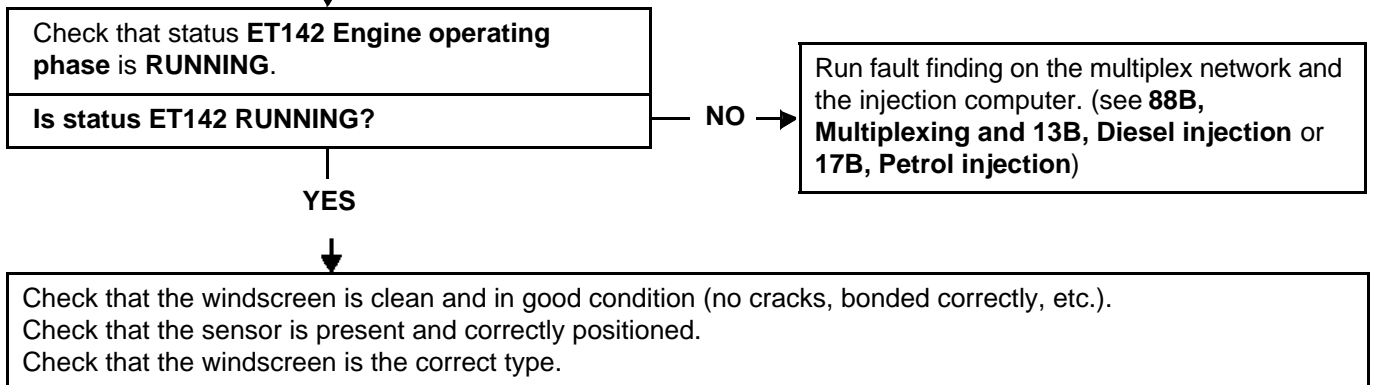 Check that status ET142 Engine operating
phase is RUNNING.
Is status ET142 RUNNING?
NO
Run fault finding on the multiplex network and
the injection computer. (see 88B,
Multiplexing and 13B, Diesel injection or
17B, Petrol injection)
YES
Check that the windscreen is clean and in good condition (no cracks, bonded correctly, etc.).
Check that the sensor is present and correctly positioned.
Check that the windscreen is the correct type.